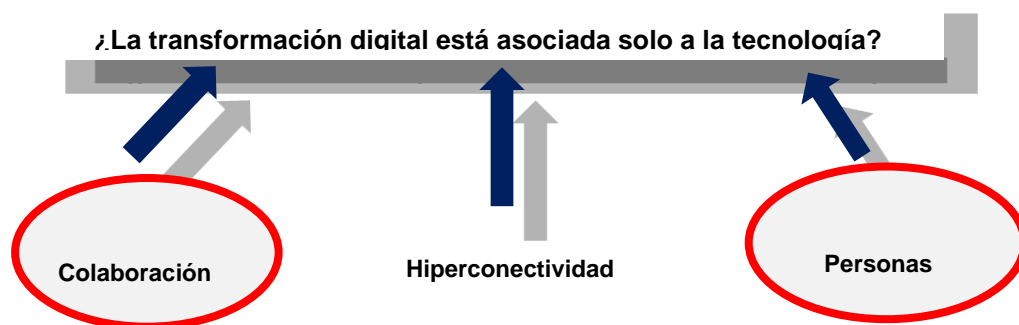 ¿La transformación digital está asociada solo a la tecnología?
Colaboración
Hiperconectividad
Personas